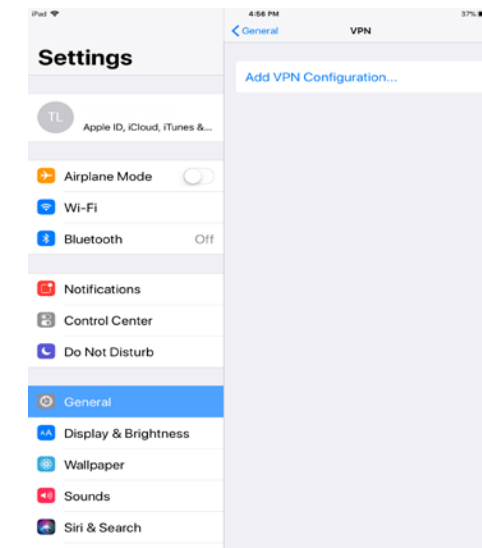 iPad 4:56 PM 37%
Settings
General VPN
Add VPN Configuration...
TL
Apple ID, iCloud, iTunes &...
Airplane Mode
Wi-Fi
Bluetooth Off
Notifications
Control Center
Do Not Disturb
General
AA Display & Brightness
Wallpaper
Sounds
Siri & Search